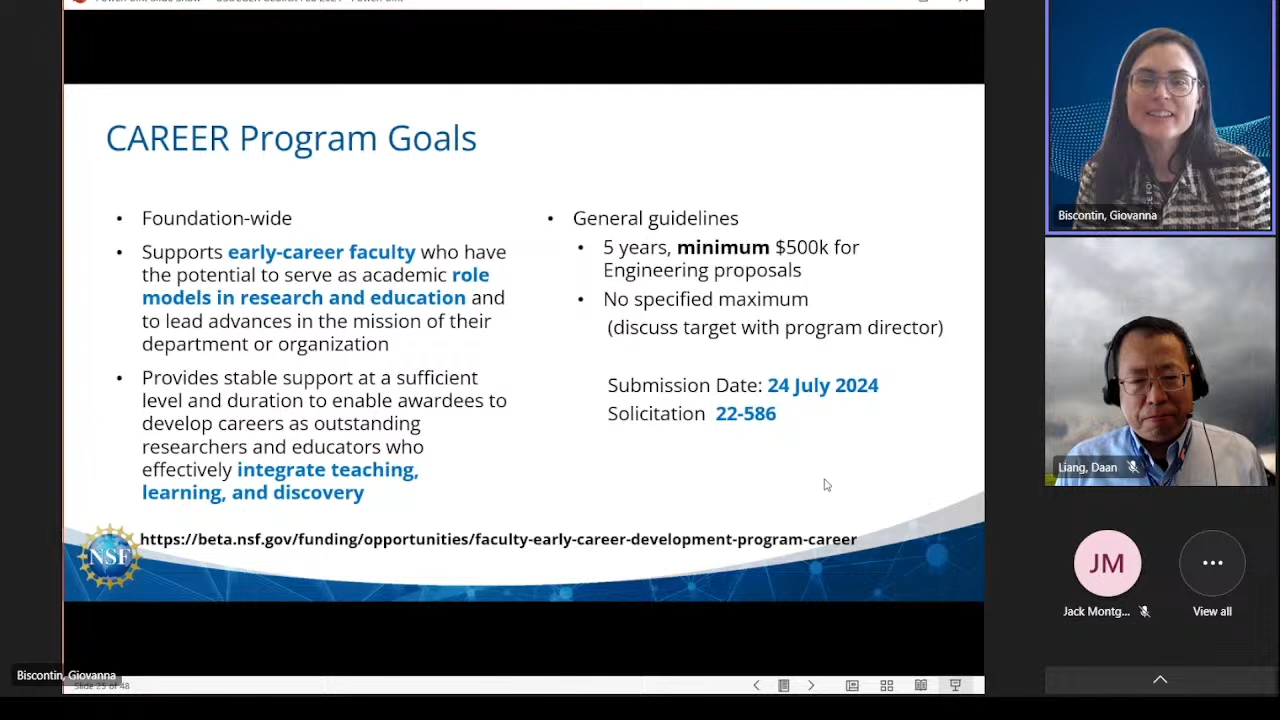 CAREER Program Goals
• Foundation-wide
• Supports early-career faculty who have
the potential to serve as academic role
models in research and education and
to lead advances in the mission of their
department or organization
• Provides stable support at a sufficient
level and duration to enable awardees to
develop careers as outstanding
researchers and educators who
effectively integrate teaching,
learning, and discovery
• General guidelines
• 5 years, minimum $500k for
Engineering proposals
• No specified maximum
(discuss target with program director)
Submission Date: 24 July 2024
Solicitation 22-586
NSF
https://beta.nsf.gov/funding/opportunities/faculty-early-career-development-program-career
Biscontin, Giovanna
Slide 25 of 48
Biscontin, Giovanna
Liang, Daan
JM
Jack Montg...
View all